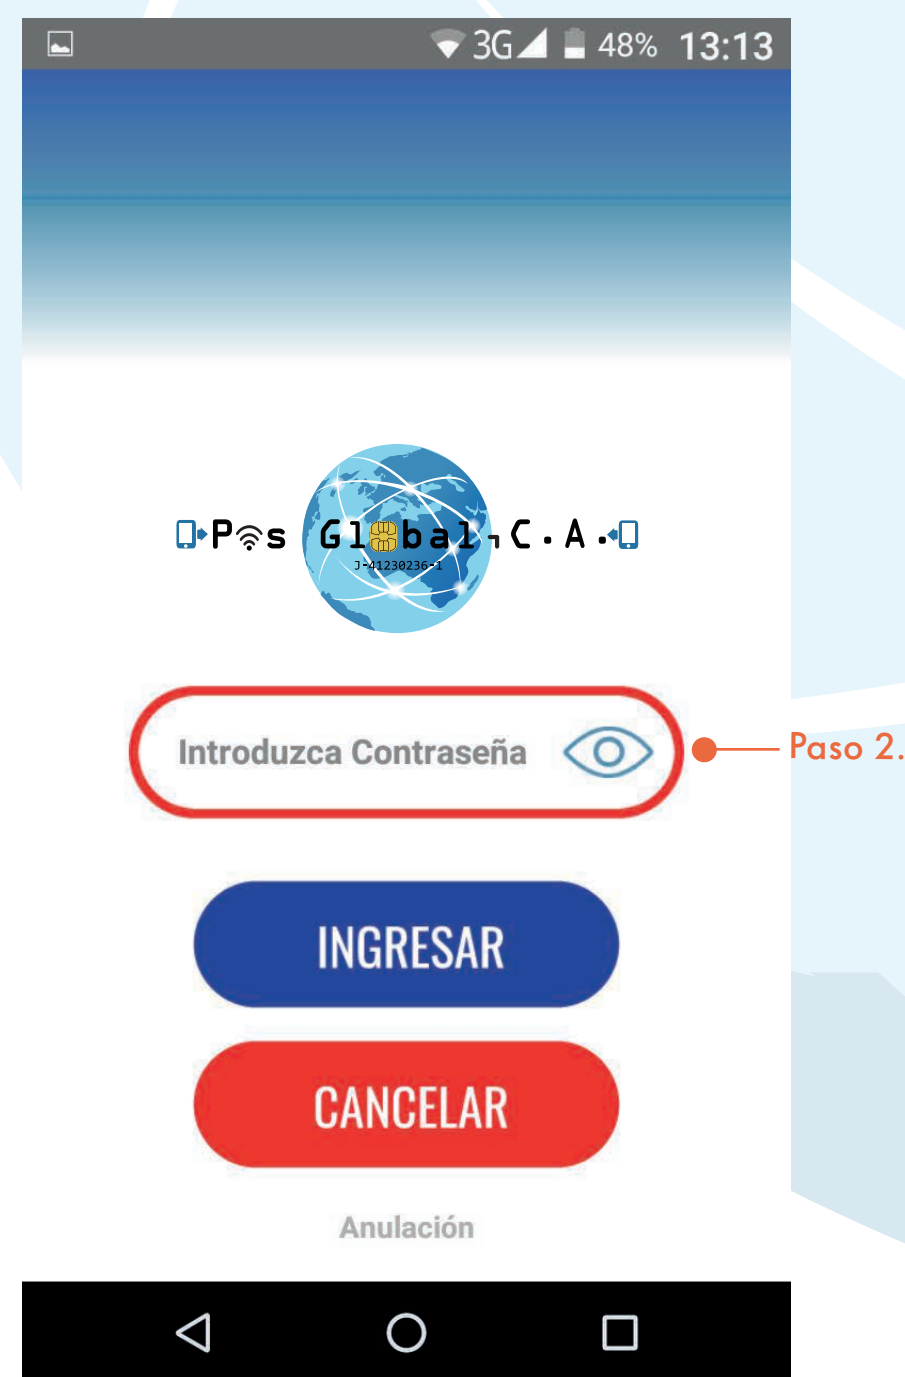 3G 48% 13:13
Pos Global, C.A.
J-41230236-1
Introduzca Contraseña
Paso 2.
INGRESAR
CANCELAR
Anulación